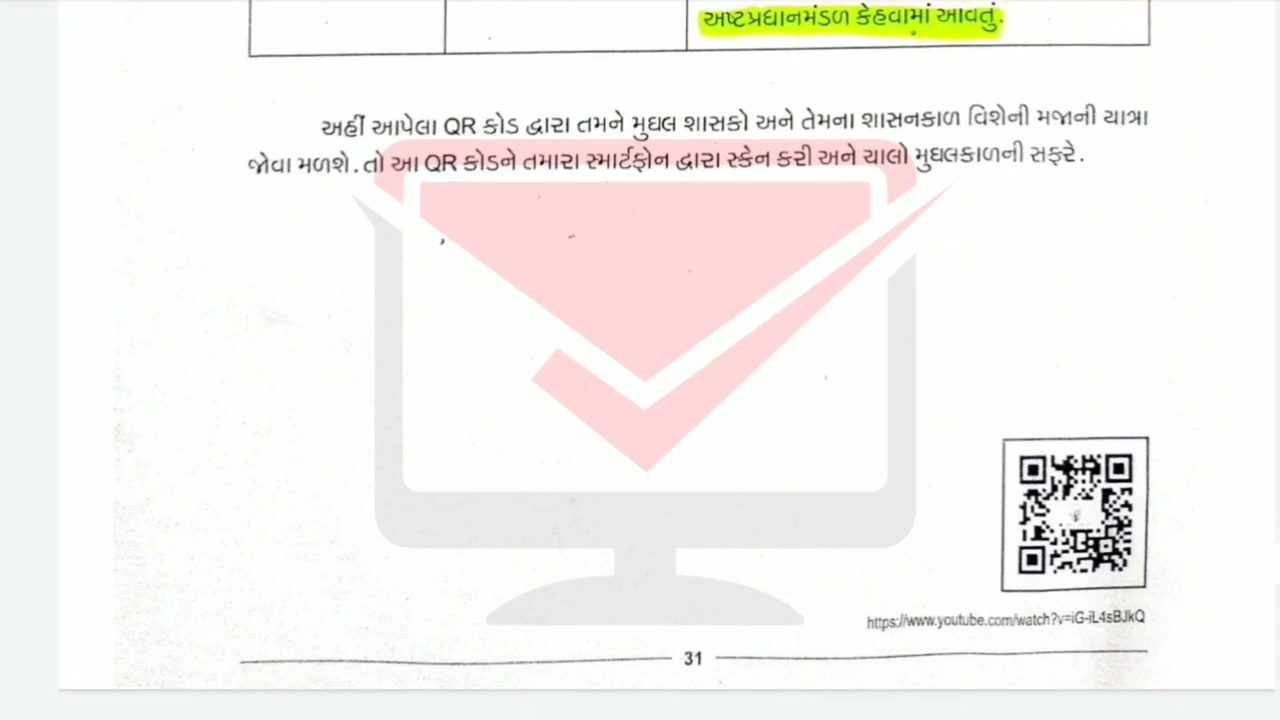 અષ્ટપ્રધાનમંડળ કેહવામાં આવતું.
અહીં આપેલા QR કોડ દ્વારા તમને મુઘલ શાસકો અને તેમના શાસનકાળ વિશેની મજાની યાત્રા
જોવા મળશે. તો આ QR કોડને તમારા સ્માર્ટફોન દ્વારા સ્કેન કરી અને ચાલો મુઘલકાળની સફરે.
https://www.youtube.com/watch?v=iG-iL4sBJkQ
31